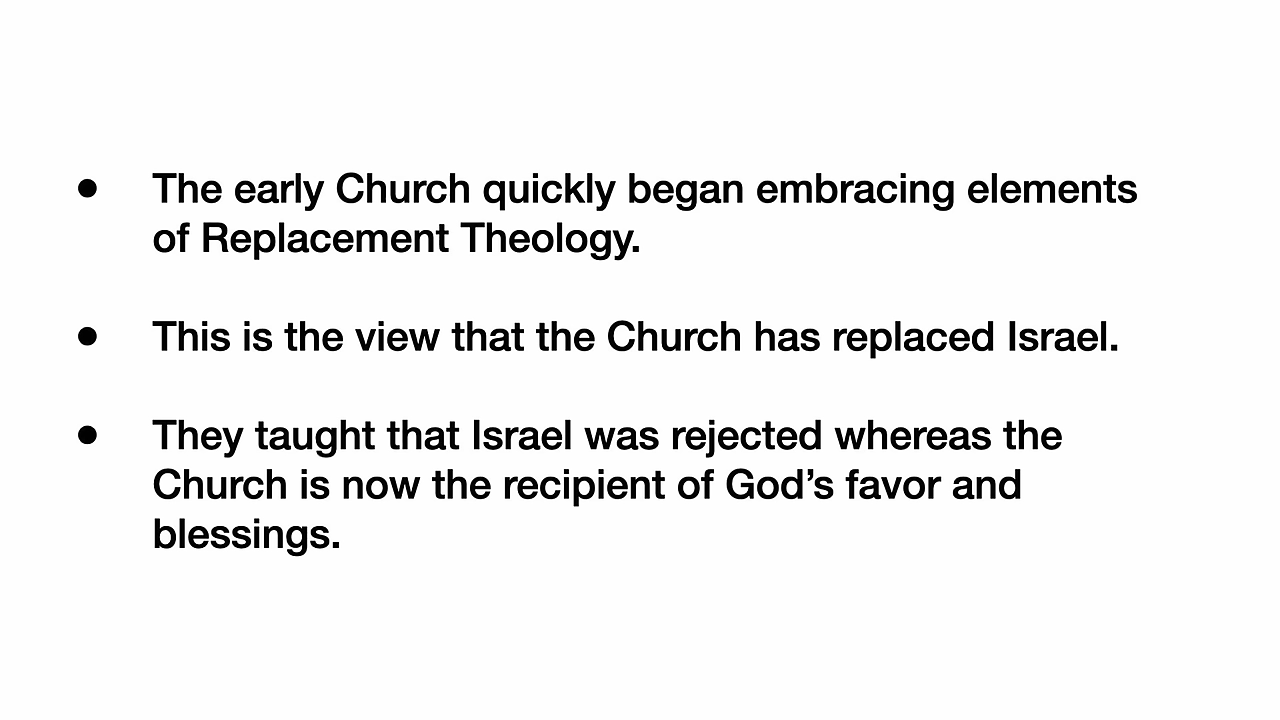 • The early Church quickly began embracing elements
of Replacement Theology.
• This is the view that the Church has replaced Israel.
• They taught that Israel was rejected whereas the
Church is now the recipient of God’s favor and
blessings.